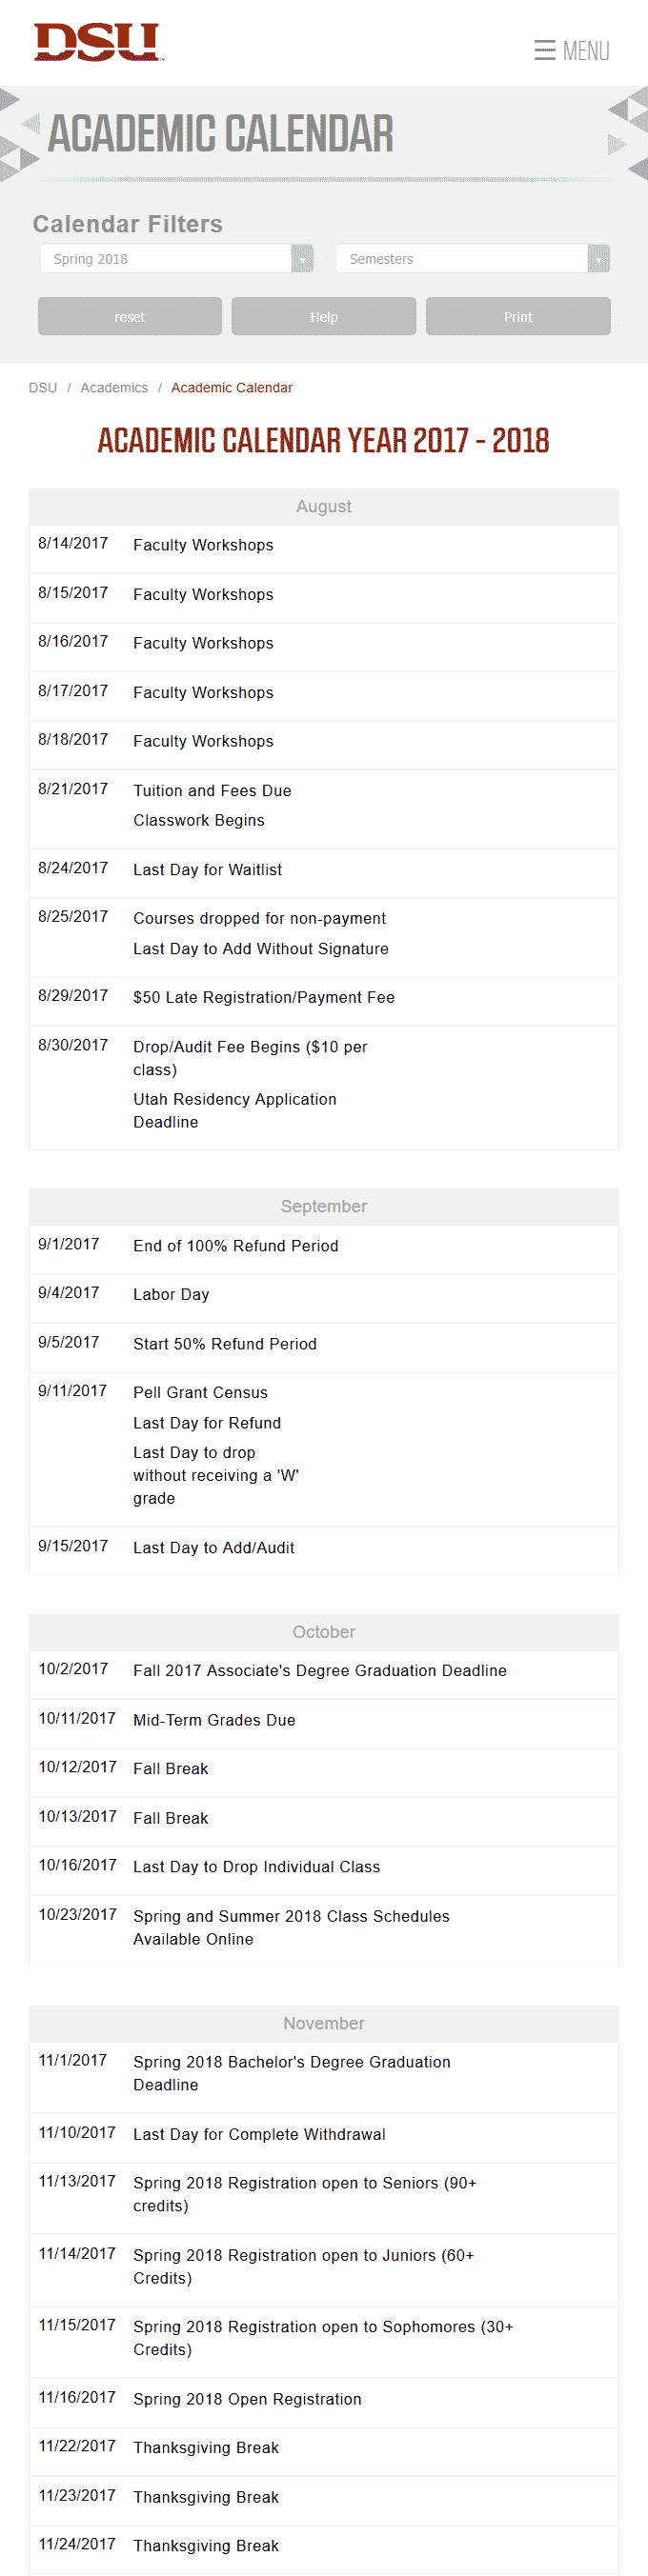 DSU
☰ MENU
ACADEMIC CALENDAR
Calendar Filters
Spring 2018
Semesters
reset
Help
Print
DSU / Academics / Academic Calendar
ACADEMIC CALENDAR YEAR 2017 - 2018
August
8/14/2017 Faculty Workshops
8/15/2017 Faculty Workshops
8/16/2017 Faculty Workshops
8/17/2017 Faculty Workshops
8/18/2017 Faculty Workshops
8/21/2017 Tuition and Fees Due
Classwork Begins
8/24/2017 Last Day for Waitlist
8/25/2017 Courses dropped for non-payment
Last Day to Add Without Signature
8/29/2017 $50 Late Registration/Payment Fee
8/30/2017 Drop/Audit Fee Begins ($10 per
class)
Utah Residency Application
Deadline
September
9/1/2017 End of 100% Refund Period
9/4/2017 Labor Day
9/5/2017 Start 50% Refund Period
9/11/2017 Pell Grant Census
Last Day for Refund
Last Day to drop
without receiving a 'W'
grade
9/15/2017 Last Day to Add/Audit
October
10/2/2017 Fall 2017 Associate's Degree Graduation Deadline
10/11/2017 Mid-Term Grades Due
10/12/2017 Fall Break
10/13/2017 Fall Break
10/16/2017 Last Day to Drop Individual Class
10/23/2017 Spring and Summer 2018 Class Schedules
Available Online
November
11/1/2017 Spring 2018 Bachelor's Degree Graduation
Deadline
11/10/2017 Last Day for Complete Withdrawal
11/13/2017 Spring 2018 Registration open to Seniors (90+
credits)
11/14/2017 Spring 2018 Registration open to Juniors (60+
Credits)
11/15/2017 Spring 2018 Registration open to Sophomores (30+
Credits)
11/16/2017 Spring 2018 Open Registration
11/22/2017 Thanksgiving Break
11/23/2017 Thanksgiving Break
11/24/2017 Thanksgiving Break